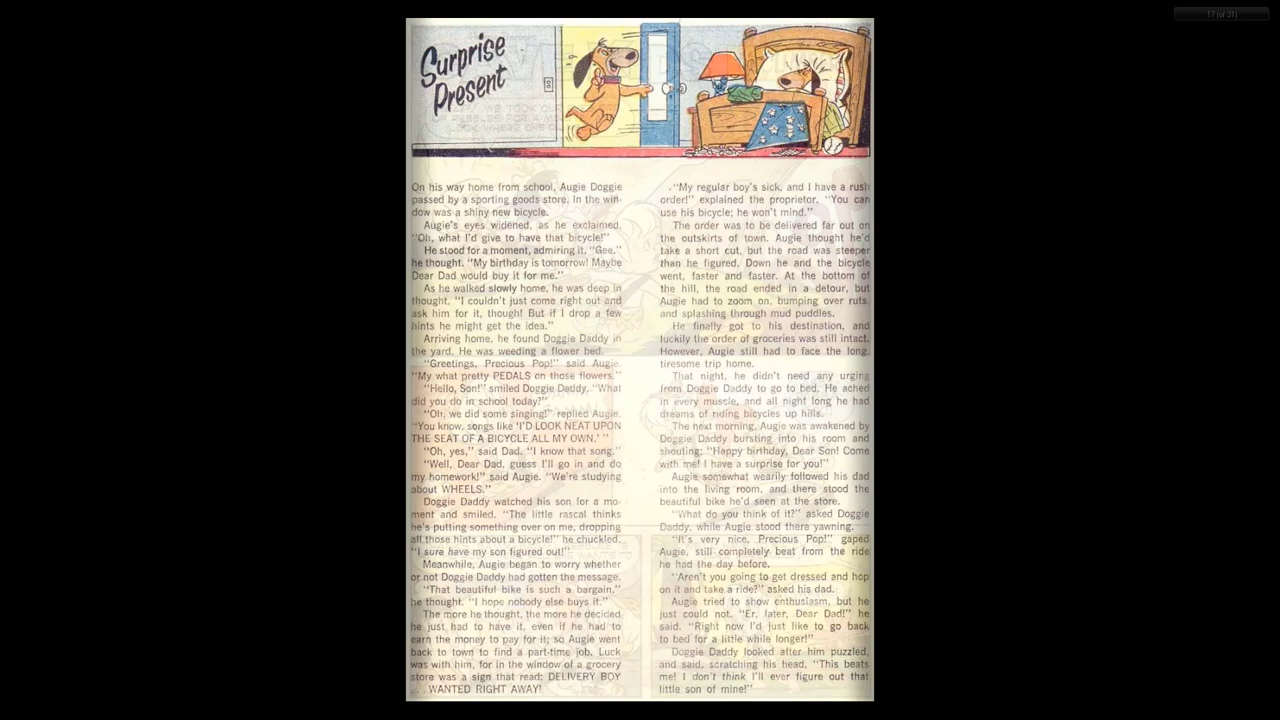 17 (of 31)
Surprise
Present
On his way home from school, Augie Doggie
passed by a sporting goods store. In the win-
dow was a shiny new bicycle.
Augie's eyes widened, as he exclaimed,
"Oh, what I'd give to have that bicycle!"
He stood for a moment, admiring it. "Gee,"
he thought. "My birthday is tomorrow! Maybe
Dear Dad would buy it for me."
As he walked slowly home, he was deep in
thought. "I couldn't just come right out and
ask him for it, though! But if I drop a few
hints he might get the idea."
Arriving home, he found Doggie Daddy in
the yard. He was weeding a flower bed.
"Greetings, Precious Pop!" said Augie.
"My what pretty PEDALS on those flowers."
"Hello, Son!" smiled Doggie Daddy. "What
did you do in school today?"
"Oh, we did some singing!" replied Augie.
"You know, songs like 'I'D LOOK NEAT UPON
THE SEAT OF A BICYCLE ALL MY OWN.' "
"Oh, yes," said Dad. "I know that song."
"Well, Dear Dad, guess I'll go in and do
my homework!" said Augie. "We're studying
about WHEELS."
Doggie Daddy watched his son for a mo-
ment and smiled. "The little rascal thinks
he's putting something over on me, dropping
all those hints about a bicycle!" he chuckled.
"I sure have my son figured out!"
Meanwhile, Augie began to worry whether
or not Doggie Daddy had gotten the message.
"That beautiful bike is such a bargain,"
he thought. "I hope nobody else buys it."
The more he thought, the more he decided
he just had to have it, even if he had to
earn the money to pay for it; so Augie went
back to town to find a part-time job. Luck
was with him, for in the window of a grocery
store was a sign that read: DELIVERY BOY
. . . WANTED RIGHT AWAY!
"My regular boy's sick, and I have a rush
order!" explained the proprietor. "You can
use his bicycle; he won't mind."
The order was to be delivered far out on
the outskirts of town. Augie thought he'd
take a short cut, but the road was steeper
than he figured. Down he and the bicycle
went, faster and faster. At the bottom of
the hill, the road ended in a detour, but
Augie had to zoom on, bumping over ruts,
and splashing through mud puddles.
He finally got to his destination, and
luckily the order of groceries was still intact.
However, Augie still had to face the long,
tiresome trip home.
That night, he didn't need any urging
from Doggie Daddy to go to bed. He ached
in every muscle, and all night long he had
dreams of riding bicycles up hills.
The next morning, Augie was awakened by
Doggie Daddy bursting into his room and
shouting: "Happy birthday, Dear Son! Come
with me! I have a surprise for you!"
Augie somewhat wearily followed his dad
into the living room, and there stood the
beautiful bike he'd seen at the store.
"What do you think of it?" asked Doggie
Daddy, while Augie stood there yawning.
"It's very nice, Precious Pop!" gaped
Augie, still completely beat from the ride
he had the day before.
"Aren't you going to get dressed and hop
on it and take a ride?" asked his dad.
Augie tried to show enthusiasm, but he
just could not. "Er, later, Dear Dad!" he
said. "Right now I'd just like to go back
to bed for a little while longer!"
Doggie Daddy looked after him puzzled,
and said, scratching his head, "This beats
me! I don't think I'll ever figure out that
little son of mine!"